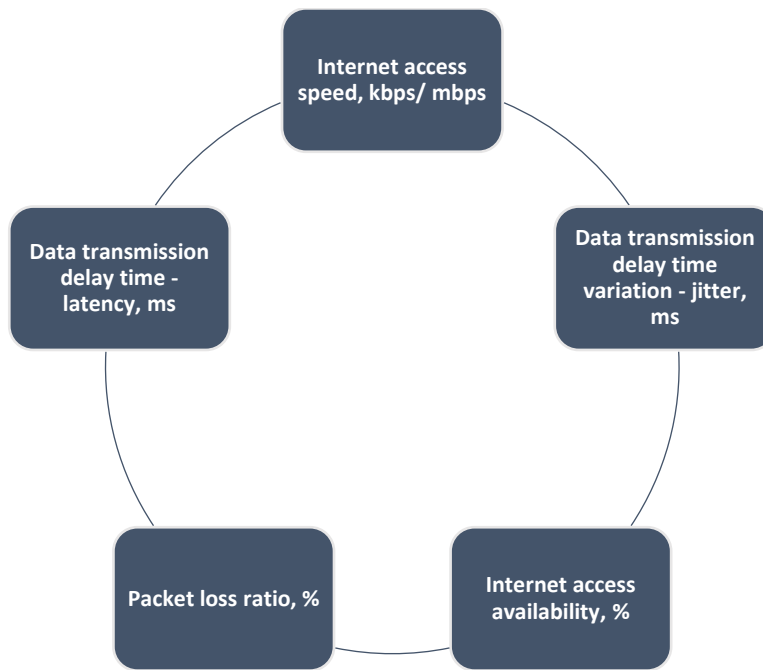 Internet access
speed, kbps/ mbps
Data transmission
delay time -
latency, ms
Data transmission
delay time
variation - jitter,
ms
Packet loss ratio, %
Internet access
availability, %